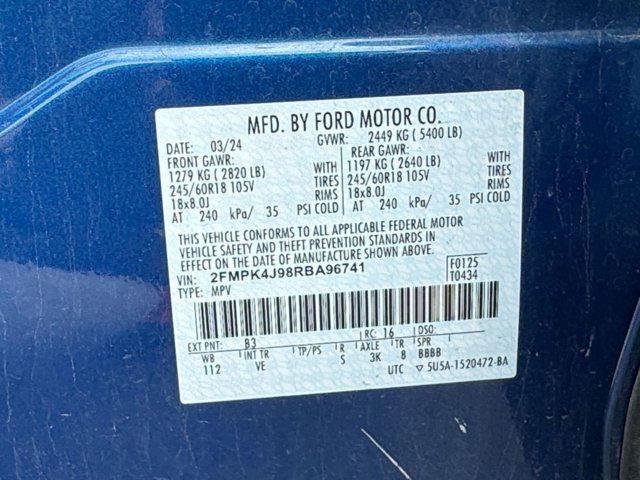 MFD. BY FORD MOTOR CO.
DATE: 03/24 GVWR: 2449 KG ( 5400 LB)
FRONT GAWR: REAR GAWR:
1279 KG ( 2820 LB) WITH 1197 KG ( 2640 LB) WITH
245/60R18 105V TIRES 245/60R18 105V TIRES
18x8.0J RIMS 18x8.0J RIMS
AT 240 kPa/ 35 PSI COLD AT 240 kPa/ 35 PSI COLD
THIS VEHICLE CONFORMS TO ALL APPLICABLE FEDERAL MOTOR
VEHICLE SAFETY AND THEFT PREVENTION STANDARDS IN
EFFECT ON THE DATE OF MANUFACTURE SHOWN ABOVE.
VIN: 2FMPK4J98RBA96741 F0125
TYPE: MPV T0434
EXT PNT: B3 RC: 16 DSO:
WB INT TR TP/PS R AXLE TR SPR
112 VE S 3K 8 BBBB
UTC ▽ 5U5A-1520472-BA